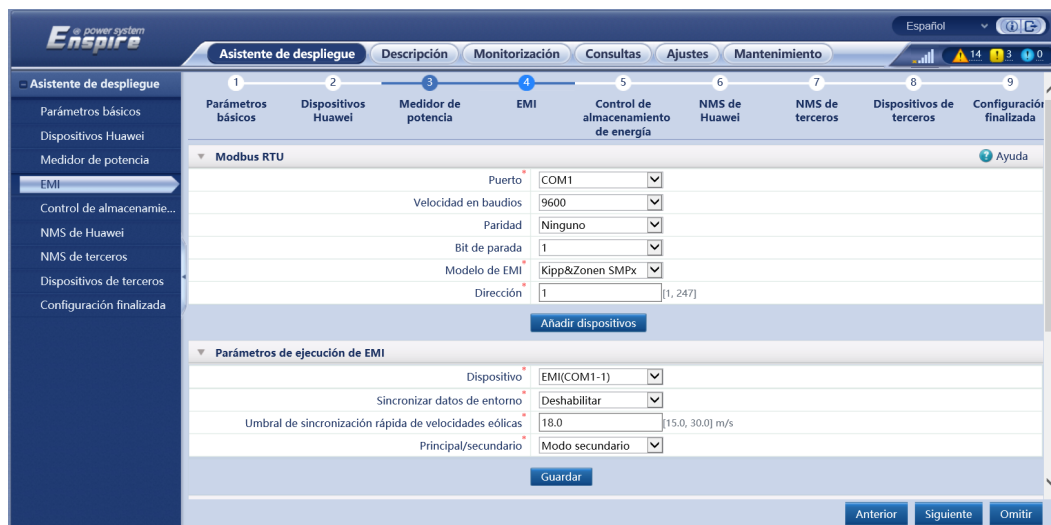 @ power system
Enspire
Español
Asistente de despliegue
Descripción
Monitorización
Consultas
Ajustes
Mantenimiento
14
3
0
Asistente de despliegue
Parámetros básicos
Dispositivos Huawei
Medidor de potencia
EMI
Control de almacenamie...
NMS de Huawei
NMS de terceros
Dispositivos de terceros
Configuración finalizada
1
2
3
4
5
6
7
8
9
Parámetros básicos
Dispositivos Huawei
Medidor de potencia
EMI
Control de almacenamiento de energía
NMS de Huawei
NMS de terceros
Dispositivos de terceros
Configuración finalizada
Modbus RTU
Ayuda
Puerto* COM1
Velocidad en baudios 9600
Paridad Ninguno
Bit de parada 1
Modelo de EMI* Kipp&Zonen SMPx
Dirección* 1 [1, 247]
Añadir dispositivos
Parámetros de ejecución de EMI
Dispositivo* EMI(COM1-1)
Sincronizar datos de entorno* Deshabilitar
Umbral de sincronización rápida de velocidades eólicas* 18.0 [15.0, 30.0] m/s
Principal/secundario* Modo secundario
Guardar
Anterior
Siguiente
Omitir